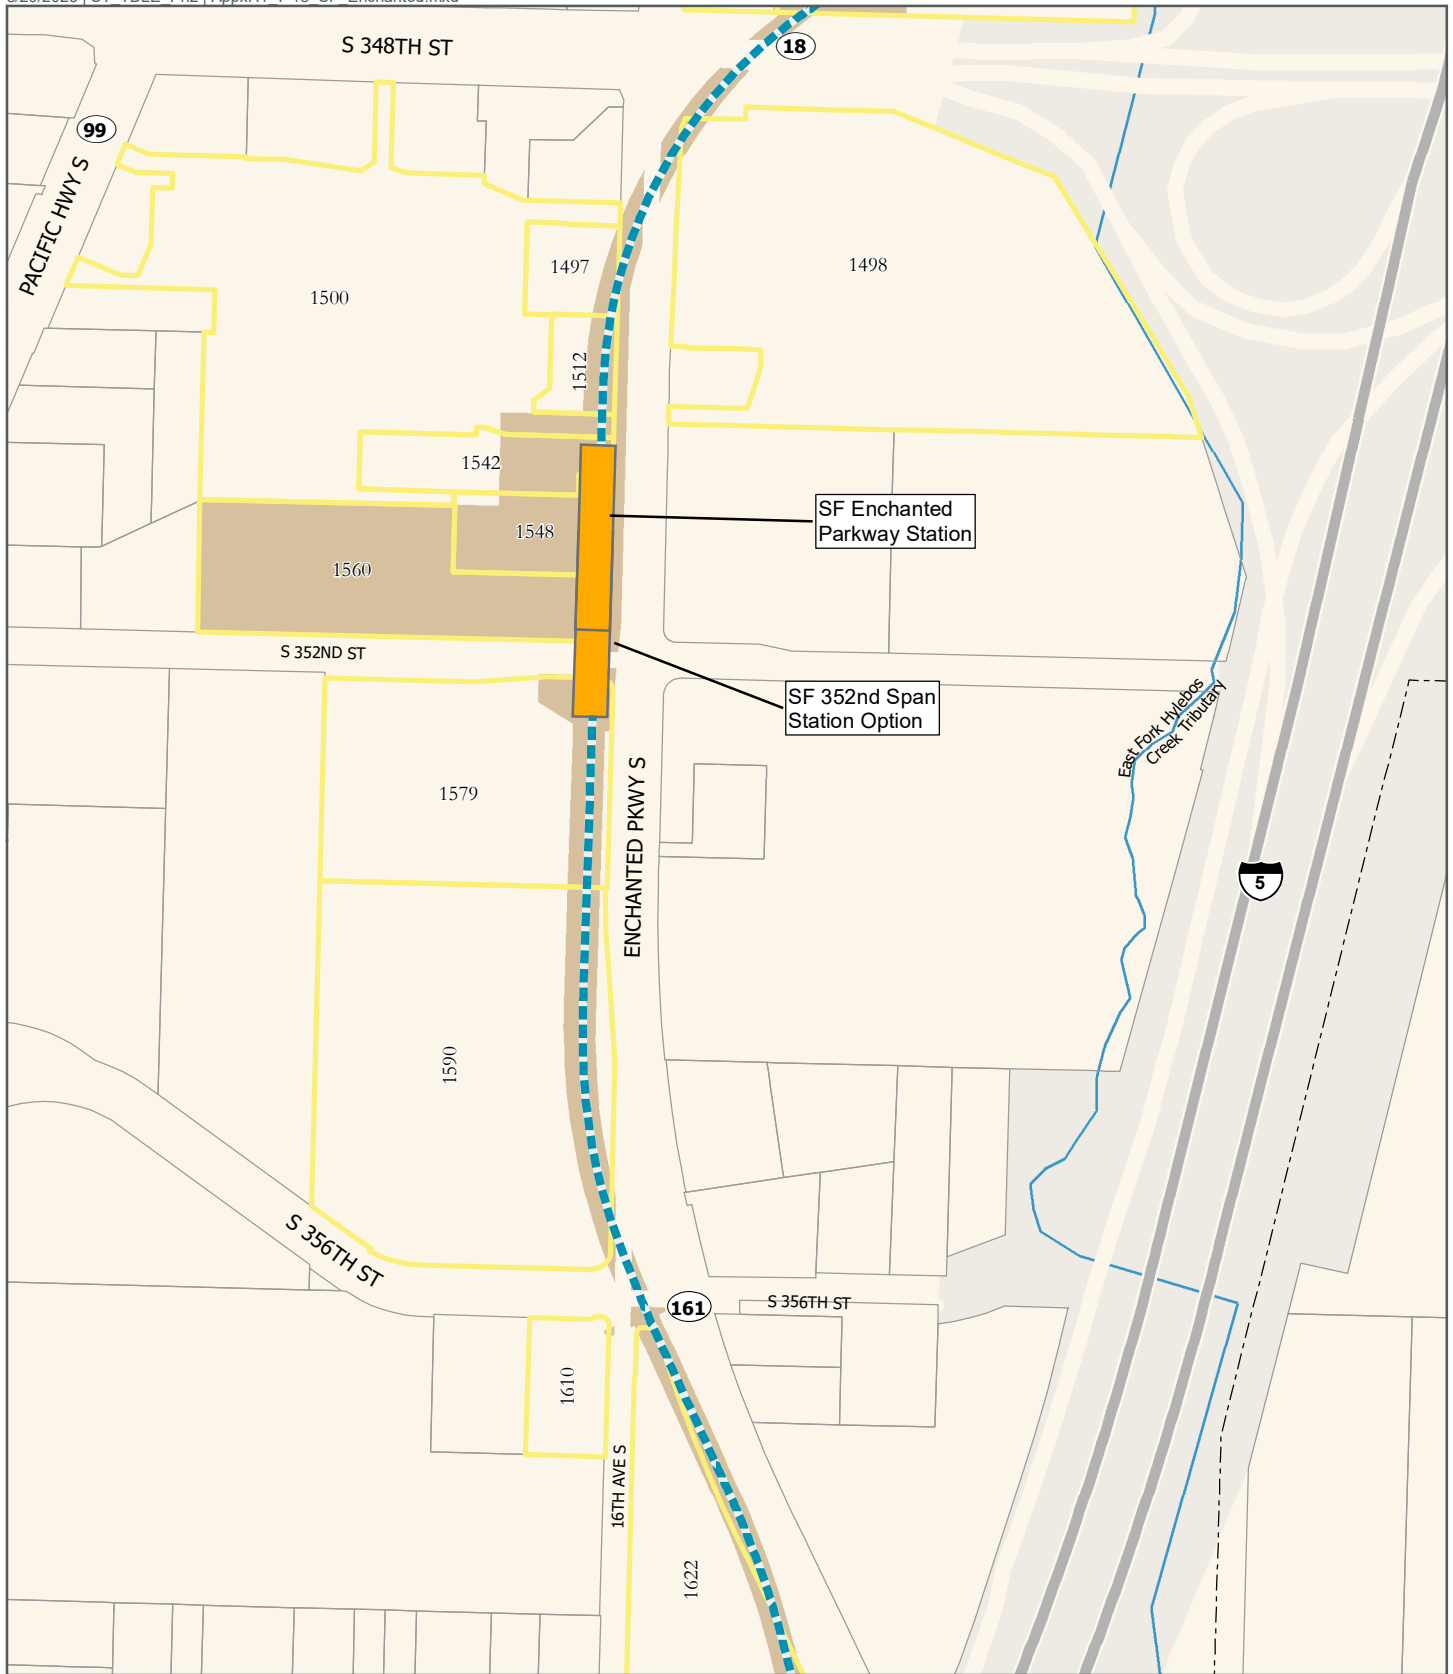 S 348TH ST
18
99
PACIFIC HWY S
1497
1498
1500
1512
1542
SF Enchanted
Parkway Station
1548
1560
S 352ND ST
SF 352nd Span
Station Option
East Fork Hylebos
Creek Tributary
1579
ENCHANTED PKWY S
5
1590
S 356TH ST
161
S 356TH ST
1610
16TH AVE S
1622